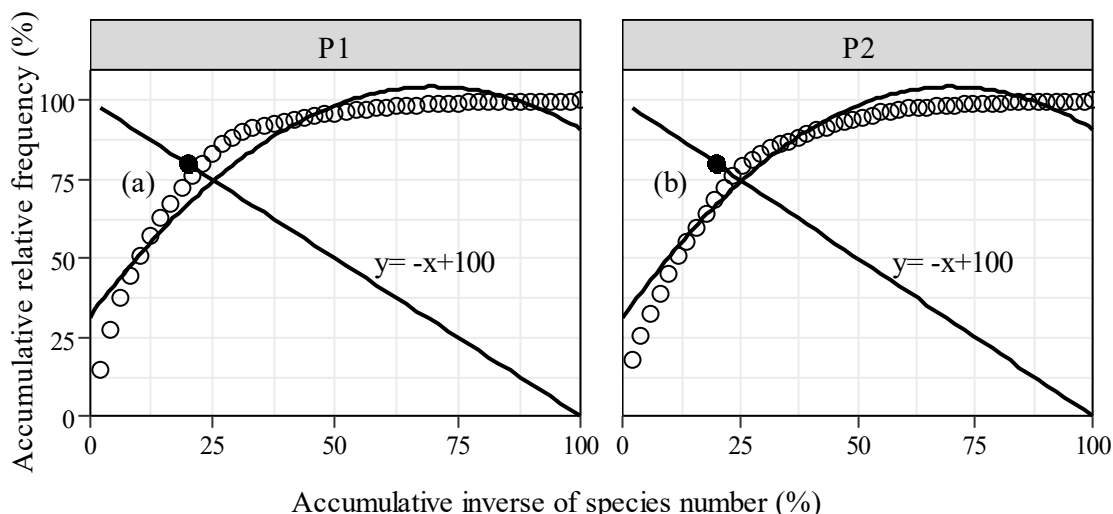 Accumulative relative frequency (%)
P1
P2
100
75
50
25
0
(a)
y= -x+100
(b)
y= -x+100
0
25
50
75
100
0
25
50
75
100
Accumulative inverse of species number (%)